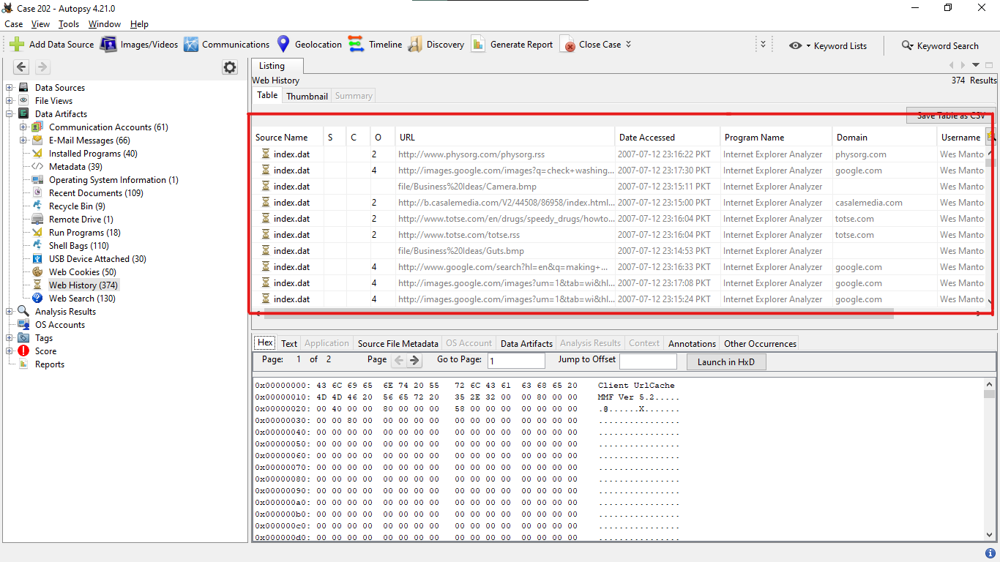 Case 202 - Autopsy 4.21.0
Case View Tools Window Help
Add Data Source Images/Videos Communications Geolocation Timeline Discovery Generate Report Close Case Keyword Lists Keyword Search
Listing
Web History 374 Results
Table Thumbnail Summary
Save Table as CSV
Data Sources
File Views
Data Artifacts
Communication Accounts (61)
E-Mail Messages (66)
Installed Programs (40)
Metadata (39)
Operating System Information (1)
Recent Documents (109)
Recycle Bin (9)
Remote Drive (1)
Run Programs (18)
Shell Bags (110)
USB Device Attached (30)
Web Cookies (50)
Web History (374)
Web Search (130)
Analysis Results
OS Accounts
Tags
Score
Reports
Source Name S C O URL Date Accessed Program Name Domain Username
index.dat 2 http://www.physorg.com/physorg.rss 2007-07-12 23:16:22 PKT Internet Explorer Analyzer physorg.com Wes Manto
index.dat 4 http://images.google.com/images?q=check+washing... 2007-07-12 23:17:30 PKT Internet Explorer Analyzer google.com Wes Manto
index.dat file/Business%20Ideas/Camera.bmp 2007-07-12 23:15:11 PKT Internet Explorer Analyzer Wes Manto
index.dat 2 http://b.casalemedia.com/V2/44508/86958/index.html... 2007-07-12 23:15:00 PKT Internet Explorer Analyzer casalemedia.com Wes Manto
index.dat 2 http://www.totse.com/en/drugs/speedy_drugs/howto... 2007-07-12 23:16:04 PKT Internet Explorer Analyzer totse.com Wes Manto
index.dat 2 http://www.totse.com/totse.rss 2007-07-12 23:16:04 PKT Internet Explorer Analyzer totse.com Wes Manto
index.dat file/Business%20Ideas/Guts.bmp 2007-07-12 23:14:53 PKT Internet Explorer Analyzer Wes Manto
index.dat 4 http://www.google.com/search?hl=en&q=making+... 2007-07-12 23:16:33 PKT Internet Explorer Analyzer google.com Wes Manto
index.dat 4 http://images.google.com/images?um=1&tab=wi&hl... 2007-07-12 23:17:08 PKT Internet Explorer Analyzer google.com Wes Manto
index.dat 4 http://images.google.com/images?um=1&tab=wi&hl... 2007-07-12 23:15:24 PKT Internet Explorer Analyzer google.com Wes Manto
Hex Text Application Source File Metadata OS Account Data Artifacts Analysis Results Context Annotations Other Occurrences
Page: 1 of 2 Page Go to Page: 1 Jump to Offset Launch in HxD
0x00000000: 43 6C 69 65 6E 74 20 55 72 6C 43 61 63 68 65 20 Client UrlCache
0x00000010: 4D 4D 46 20 56 65 72 20 35 2E 32 00 00 80 00 00 MMF Ver 5.2.....
0x00000020: 00 40 00 00 80 00 00 00 58 00 00 00 00 00 00 00 .@......X.......
0x00000030: 00 00 80 00 00 00 00 00 00 00 00 00 00 00 00 00 ................
0x00000040: 00 00 00 00 00 00 00 00 00 00 00 00 00 00 00 00 ................
0x00000050: 00 00 00 00 00 00 00 00 00 00 00 00 00 00 00 00 ................
0x00000060: 00 00 00 00 00 00 00 00 00 00 00 00 00 00 00 00 ................
0x00000070: 00 00 00 00 00 00 00 00 00 00 00 00 00 00 00 00 ................
0x00000080: 00 00 00 00 00 00 00 00 00 00 00 00 00 00 00 00 ................
0x00000090: 00 00 00 00 00 00 00 00 00 00 00 00 00 00 00 00 ................
0x000000a0: 00 00 00 00 00 00 00 00 00 00 00 00 00 00 00 00 ................
0x000000b0: 00 00 00 00 00 00 00 00 00 00 00 00 00 00 00 00 ................
0x000000c0: 00 00 00 00 00 00 00 00 00 00 00 00 00 00 00 00 ................
0x000000d0: 00 00 00 00 00 00 00 00 00 00 00 00 00 00 00 00 ................